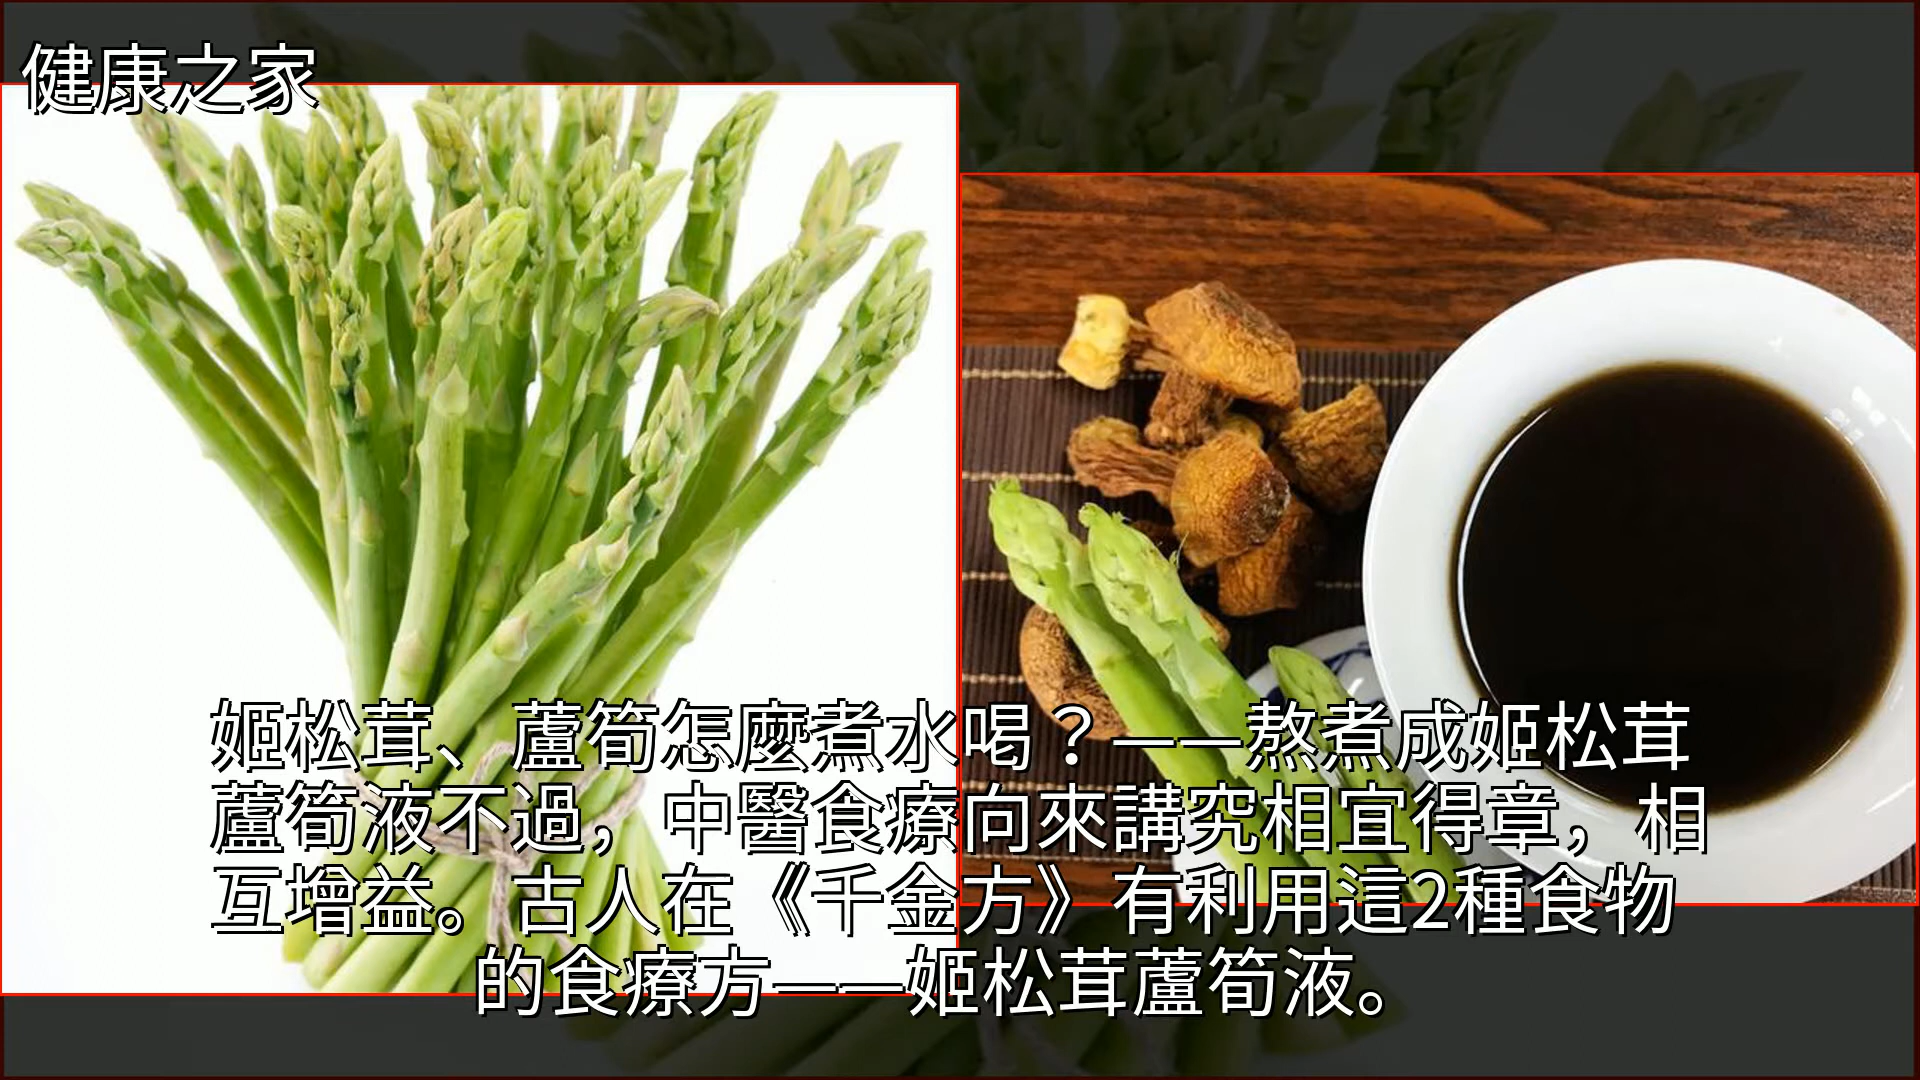 健康之家
姬松茸、蘆筍怎麼煮水喝？——熬煮成姬松茸
蘆筍液不過，中醫食療向來講究相宜得章，相
互增益。古人在《千金方》有利用這2種食物
的食療方——姬松茸蘆筍液。